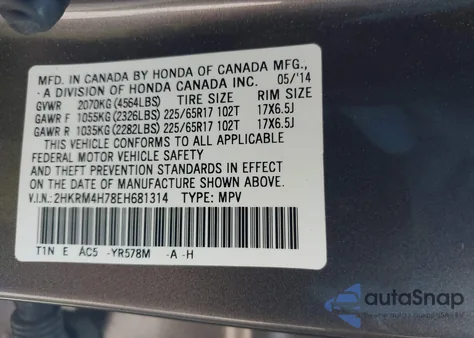 MFD. IN CANADA BY HONDA OF CANADA MFG.,
-A DIVISION OF HONDA CANADA INC. 05/'14
GVWR 2070KG (4564LBS) TIRE SIZE RIM SIZE
GAWR F 1055KG (2326LBS) 225/65R17 102T 17X6.5J
GAWR R 1035KG (2282LBS) 225/65R17 102T 17X6.5J
THIS VEHICLE CONFORMS TO ALL APPLICABLE
FEDERAL MOTOR VEHICLE SAFETY
AND THEFT PREVENTION STANDARDS IN EFFECT ON
THE DATE OF MANUFACTURE SHOWN ABOVE.
V.I.N.: 2HKRM4H78EH681314 TYPE: MPV
T1N E AC5 -YR578M -A -H
autoSnap